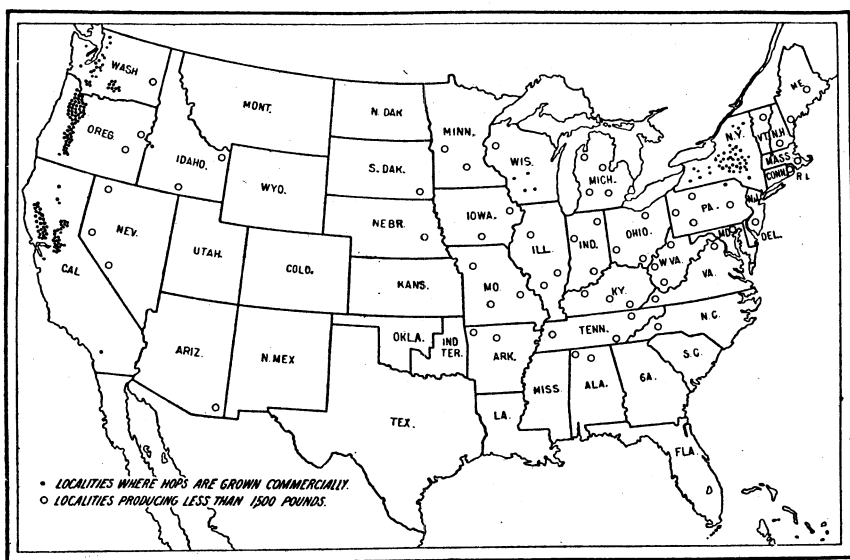 WASH
MONT.
N. DAK
MINN.
ME.
OREG.
IDAHO.
S. DAK.
WIS.
MICH.
N.Y.
VT.
N.H
MASS
CONN.
R I.
WYO.
NEBR.
IOWA.
PA.
N.J.
NEV.
UTAH.
COLO.
ILL.
IND.
OHIO.
MD.
DEL.
CAL
KANS.
MO.
W VA.
VA.
KY.
ARIZ.
N. MEX
OKLA.
IND
TER.
ARK.
TENN.
N.C.
S.C.
TEX.
LA.
MISS.
ALA.
GA.
FLA.
• LOCALITIES WHERE HOPS ARE GROWN COMMERCIALLY.
○ LOCALITIES PRODUCING LESS THAN 1,500 POUNDS.